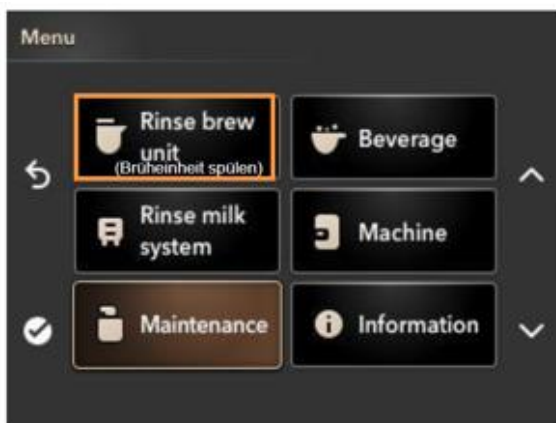 Menu
Rinse brew
unit
(Brüheinheit spülen)
Beverage
Rinse milk
system
Machine
Maintenance
Information